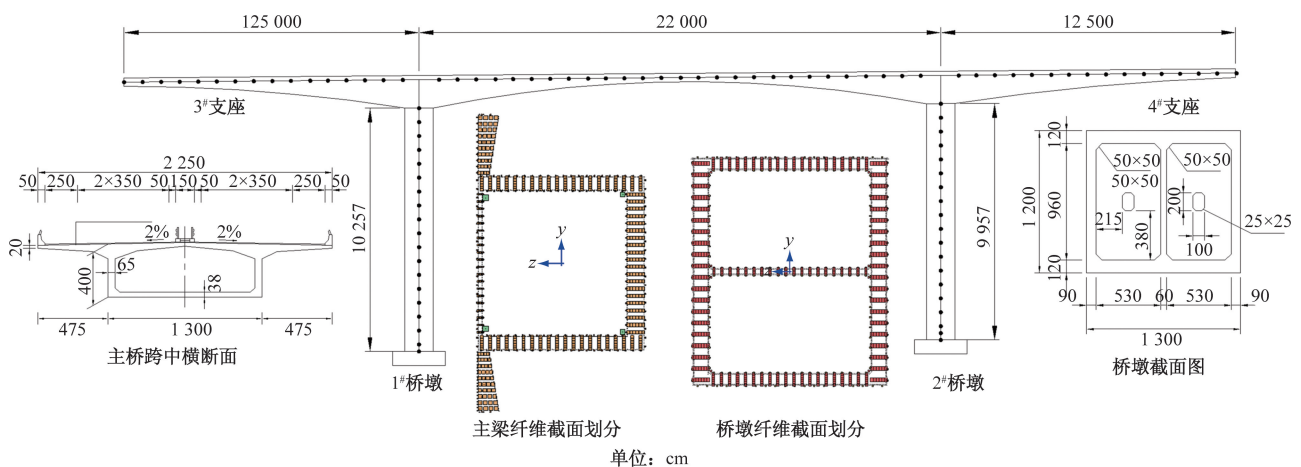 125 000
22 000
12 500
3#支座
4#支座
2 250
50 250 2×350 50 150 50 2×350 250 50
2% 2%
20
65
400
38
475 1 300 475
主桥跨中横断面
10 257
1#桥墩
y
z
主梁纤维截面划分
y
z
桥墩纤维截面划分
9 957
2#桥墩
120
50×50 50×50
50×50
1 200
960
200
215
380
100
25×25
120
90 530 60 530 90
1 300
桥墩截面图
单位：cm